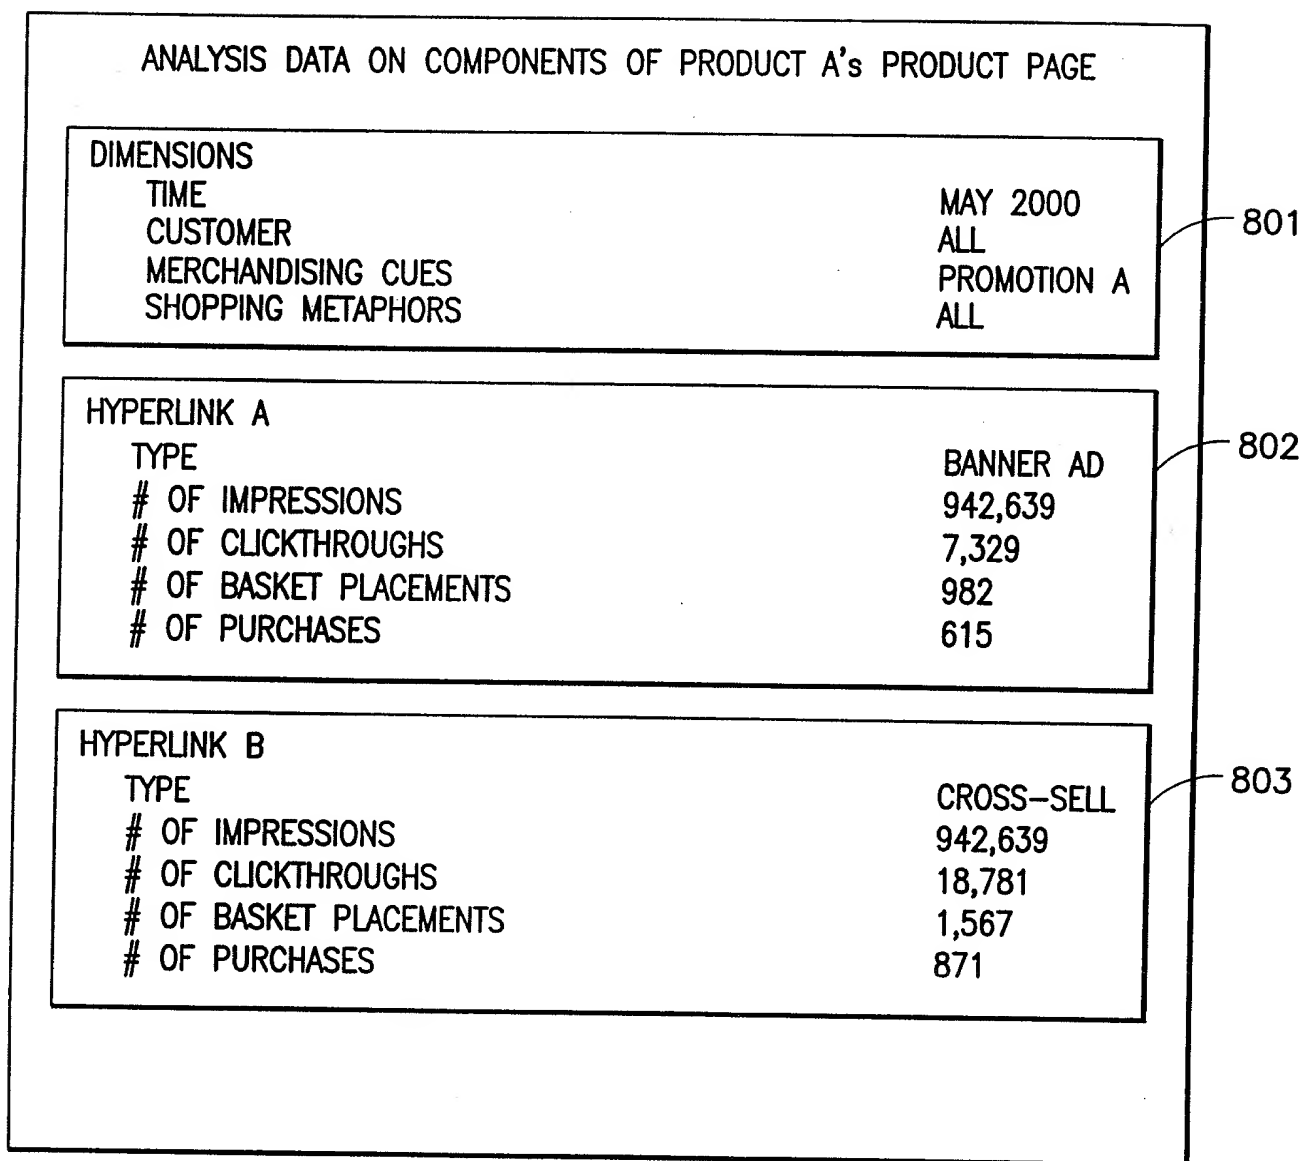 ANALYSIS DATA ON COMPONENTS OF PRODUCT A's PRODUCT PAGE
DIMENSIONS
TIME MAY 2000
CUSTOMER ALL
MERCHANDISING CUES PROMOTION A
SHOPPING METAPHORS ALL
801
HYPERLINK A
TYPE BANNER AD
# OF IMPRESSIONS 942,639
# OF CLICKTHROUGHS 7,329
# OF BASKET PLACEMENTS 982
# OF PURCHASES 615
802
HYPERLINK B
TYPE CROSS-SELL
# OF IMPRESSIONS 942,639
# OF CLICKTHROUGHS 18,781
# OF BASKET PLACEMENTS 1,567
# OF PURCHASES 871
803